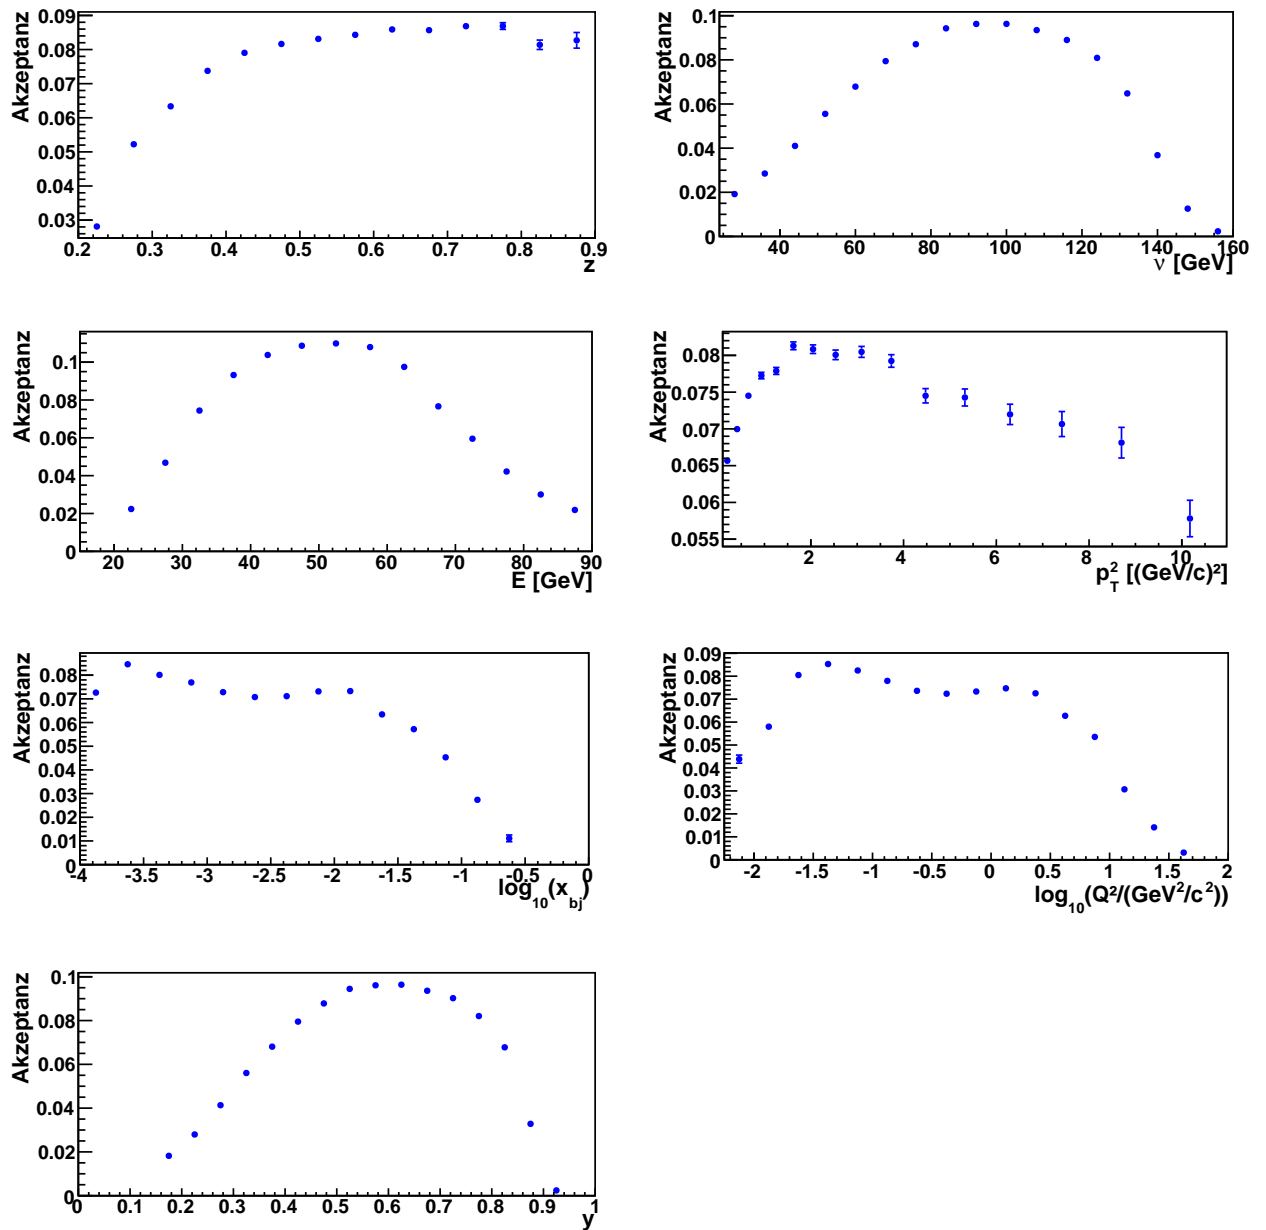 Akzeptanz
0.09
0.08
0.07
0.06
0.05
0.04
0.03
0.2 0.3 0.4 0.5 0.6 0.7 0.8 0.9
z
Akzeptanz
0.1
0.08
0.06
0.04
0.02
0
40 60 80 100 120 140 160
ν [GeV]
Akzeptanz
0.1
0.08
0.06
0.04
0.02
0
20 30 40 50 60 70 80 90
E [GeV]
Akzeptanz
0.08
0.075
0.07
0.065
0.06
0.055
2 4 6 8 10
p_T^2 [(GeV/c)²]
Akzeptanz
0.08
0.07
0.06
0.05
0.04
0.03
0.02
0.01
0
-4 -3.5 -3 -2.5 -2 -1.5 -1 -0.5 0
log₁₀(x_bj)
Akzeptanz
0.09
0.08
0.07
0.06
0.05
0.04
0.03
0.02
0.01
0
-2 -1.5 -1 -0.5 0 0.5 1 1.5 2
log₁₀(Q²/(GeV²/c²))
Akzeptanz
0.1
0.08
0.06
0.04
0.02
0
0 0.1 0.2 0.3 0.4 0.5 0.6 0.7 0.8 0.9 1
y